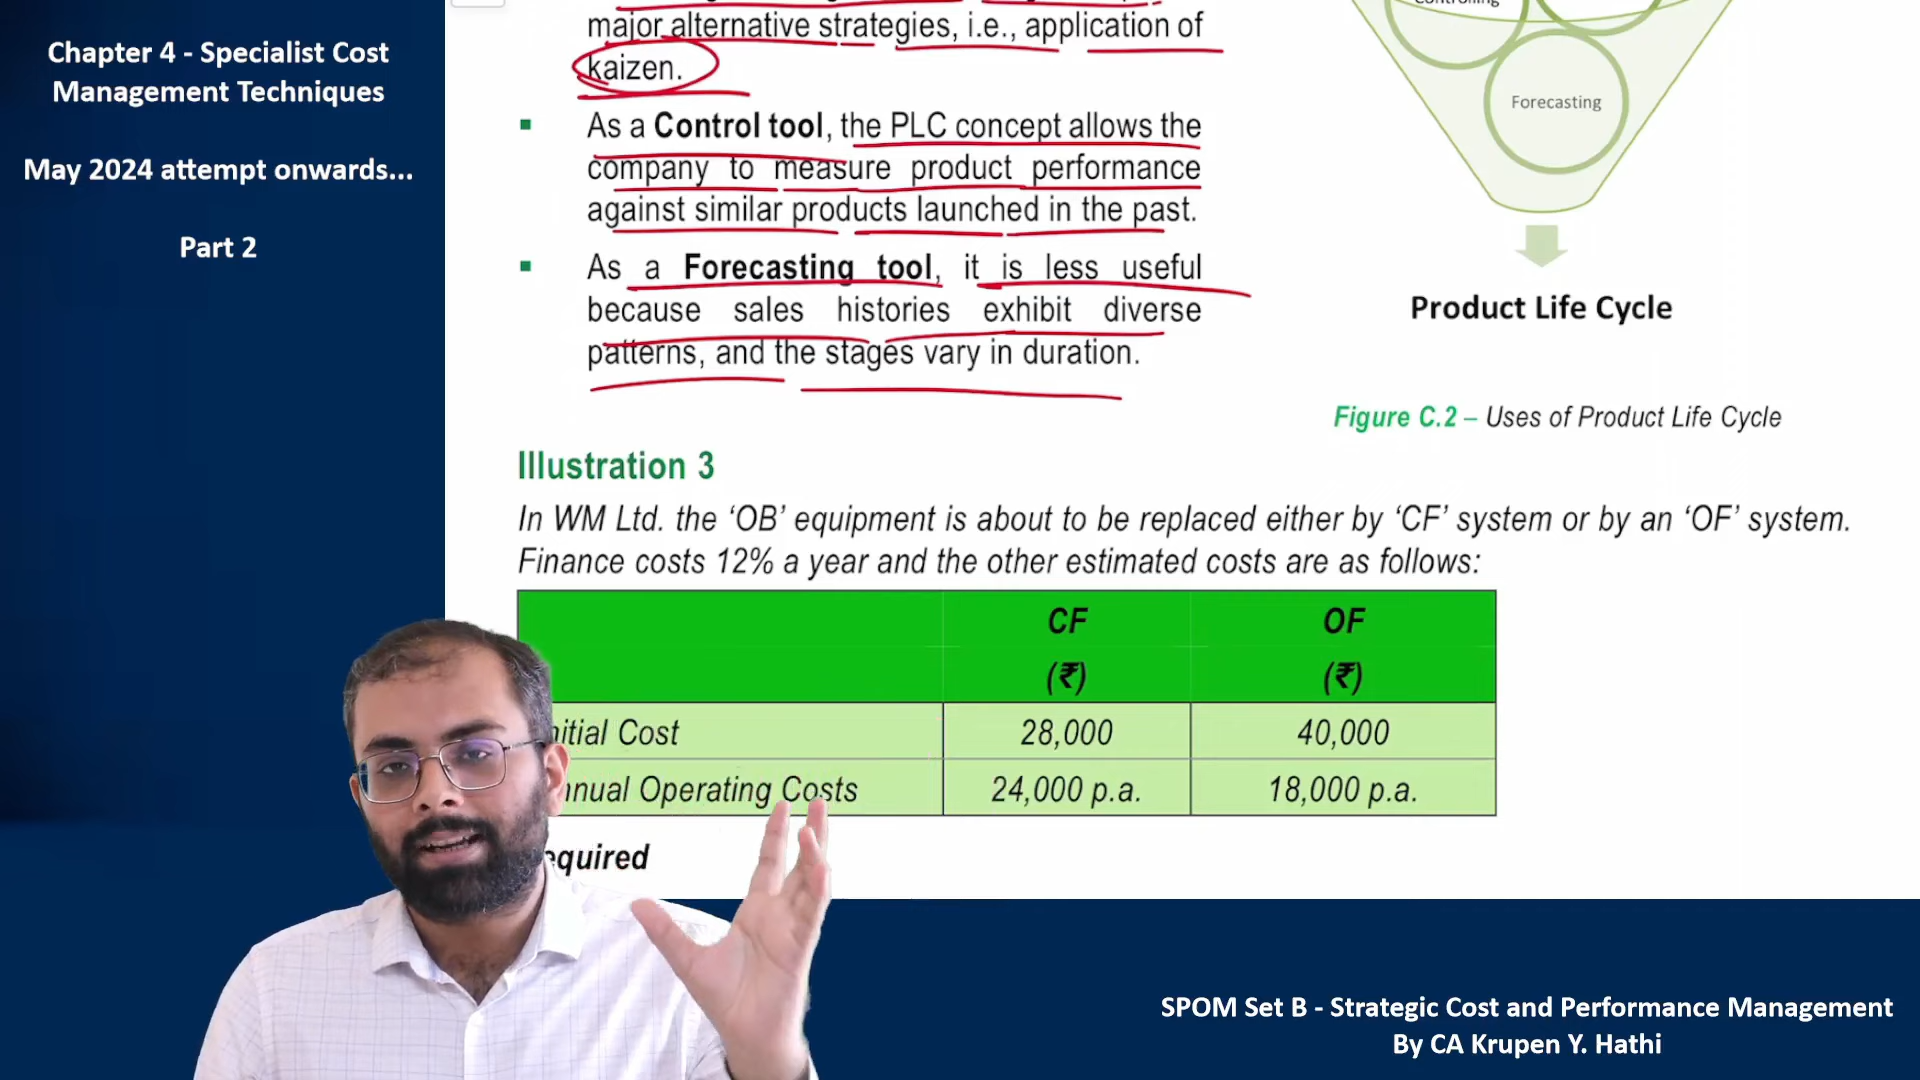 Chapter 4 - Specialist Cost
Management Techniques
May 2024 attempt onwards...
Part 2
major alternative strategies, i.e., application of
kaizen.
▪ As a Control tool, the PLC concept allows the
company to measure product performance
against similar products launched in the past.
▪ As a Forecasting tool, it is less useful
because sales histories exhibit diverse
patterns, and the stages vary in duration.
Forecasting
Product Life Cycle
Figure C.2 – Uses of Product Life Cycle
Illustration 3
In WM Ltd. the ‘OB’ equipment is about to be replaced either by ‘CF’ system or by an ‘OF’ system.
Finance costs 12% a year and the other estimated costs are as follows:
CF OF
(₹) (₹)
nitial Cost 28,000 40,000
nnual Operating Costs 24,000 p.a. 18,000 p.a.
equired
SPOM Set B - Strategic Cost and Performance Management
By CA Krupen Y. Hathi